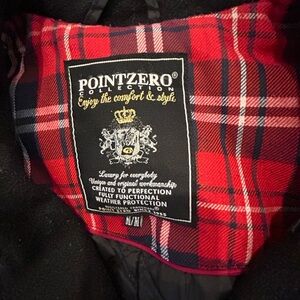 POINTZERO®
COLLECTION
Enjoy the comfort & style
Luxury for everybody
Unique and original workmanship
CREATED TO PERFECTION
FULLY FUNCTIONAL
WEATHER PROTECTION
M/M